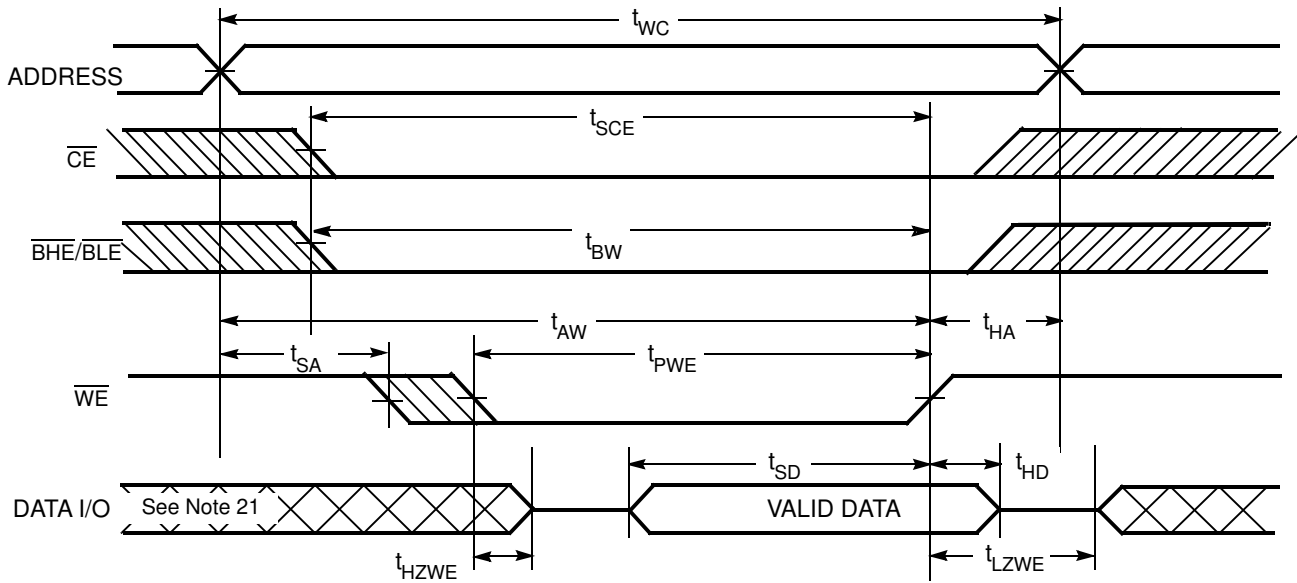 tWC
ADDRESS
tSCE
CE
tBW
BHE/BLE
tAW
tHA
tSA
tPWE
WE
tSD
tHD
DATA I/O
See Note 21
VALID DATA
tHZWE
tLZWE